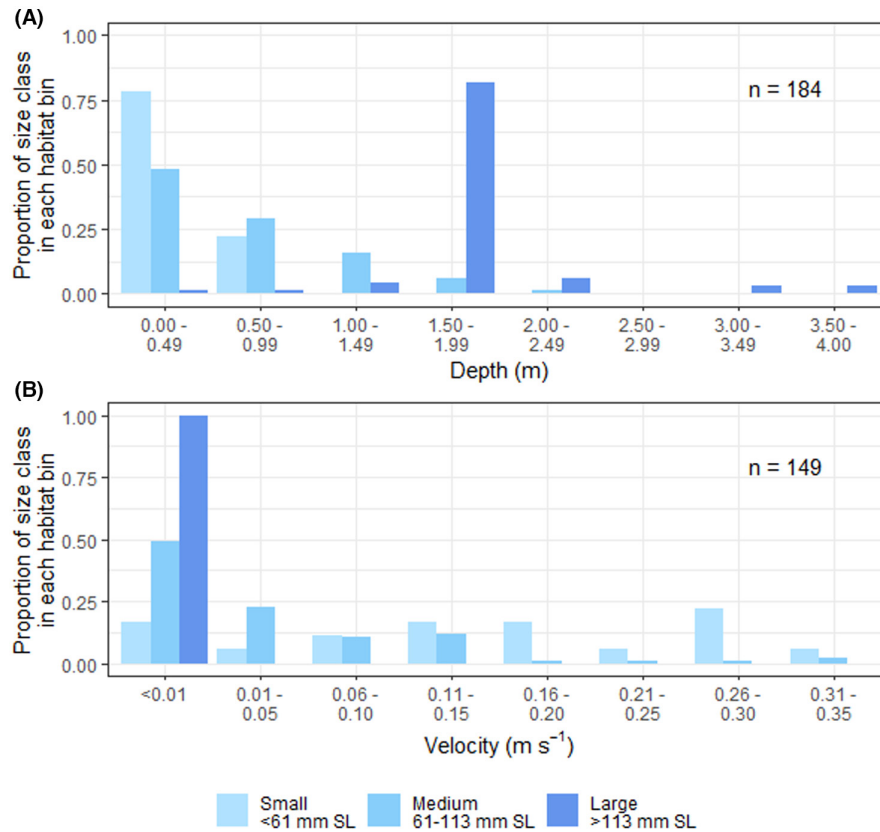 (A)
Proportion of size class
in each habitat bin
1.00
0.75
0.50
0.25
0.00
n = 184
0.00 -
0.49
0.50 -
0.99
1.00 -
1.49
1.50 -
1.99
2.00 -
2.49
2.50 -
2.99
3.00 -
3.49
3.50 -
4.00
Depth (m)
(B)
Proportion of size class
in each habitat bin
1.00
0.75
0.50
0.25
0.00
n = 149
<0.01
0.01 -
0.05
0.06 -
0.10
0.11 -
0.15
0.16 -
0.20
0.21 -
0.25
0.26 -
0.30
0.31 -
0.35
Velocity (m s⁻¹)
Small
<61 mm SL
Medium
61-113 mm SL
Large
>113 mm SL